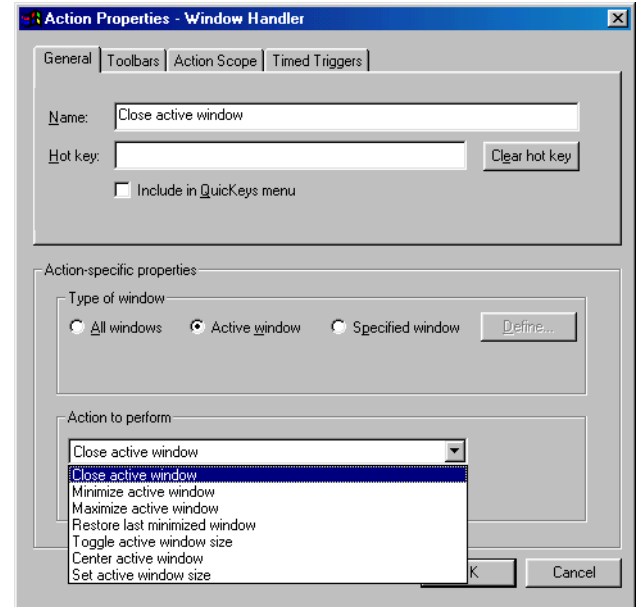 Action Properties - Window Handler
General Toolbars Action Scope Timed Triggers
Name: Close active window
Hot key: Clear hot key
Include in QuicKeys menu
Action-specific properties
Type of window
All windows Active window Specified window Define...
Action to perform
Close active window
Close active window
Minimize active window
Maximize active window
Restore last minimized window
Toggle active window size
Center active window
Set active window size
K Cancel